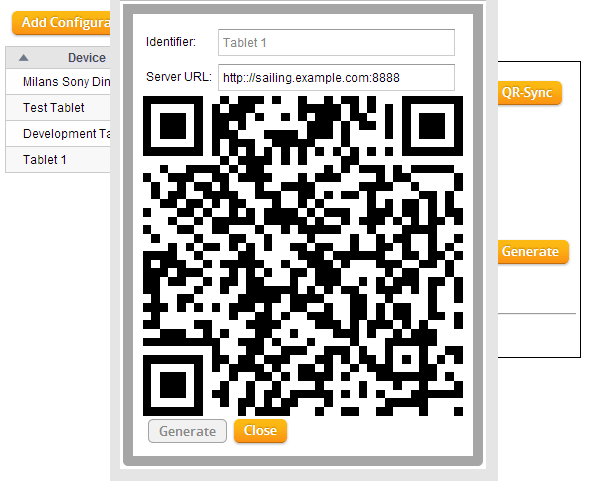 Add Configura
Identifier:
Tablet 1
Device
Server URL:
http://sailing.example.com:8888
Milans Sony Din
QR-Sync
Test Tablet
Development Ta
Tablet 1
Generate
Generate
Close